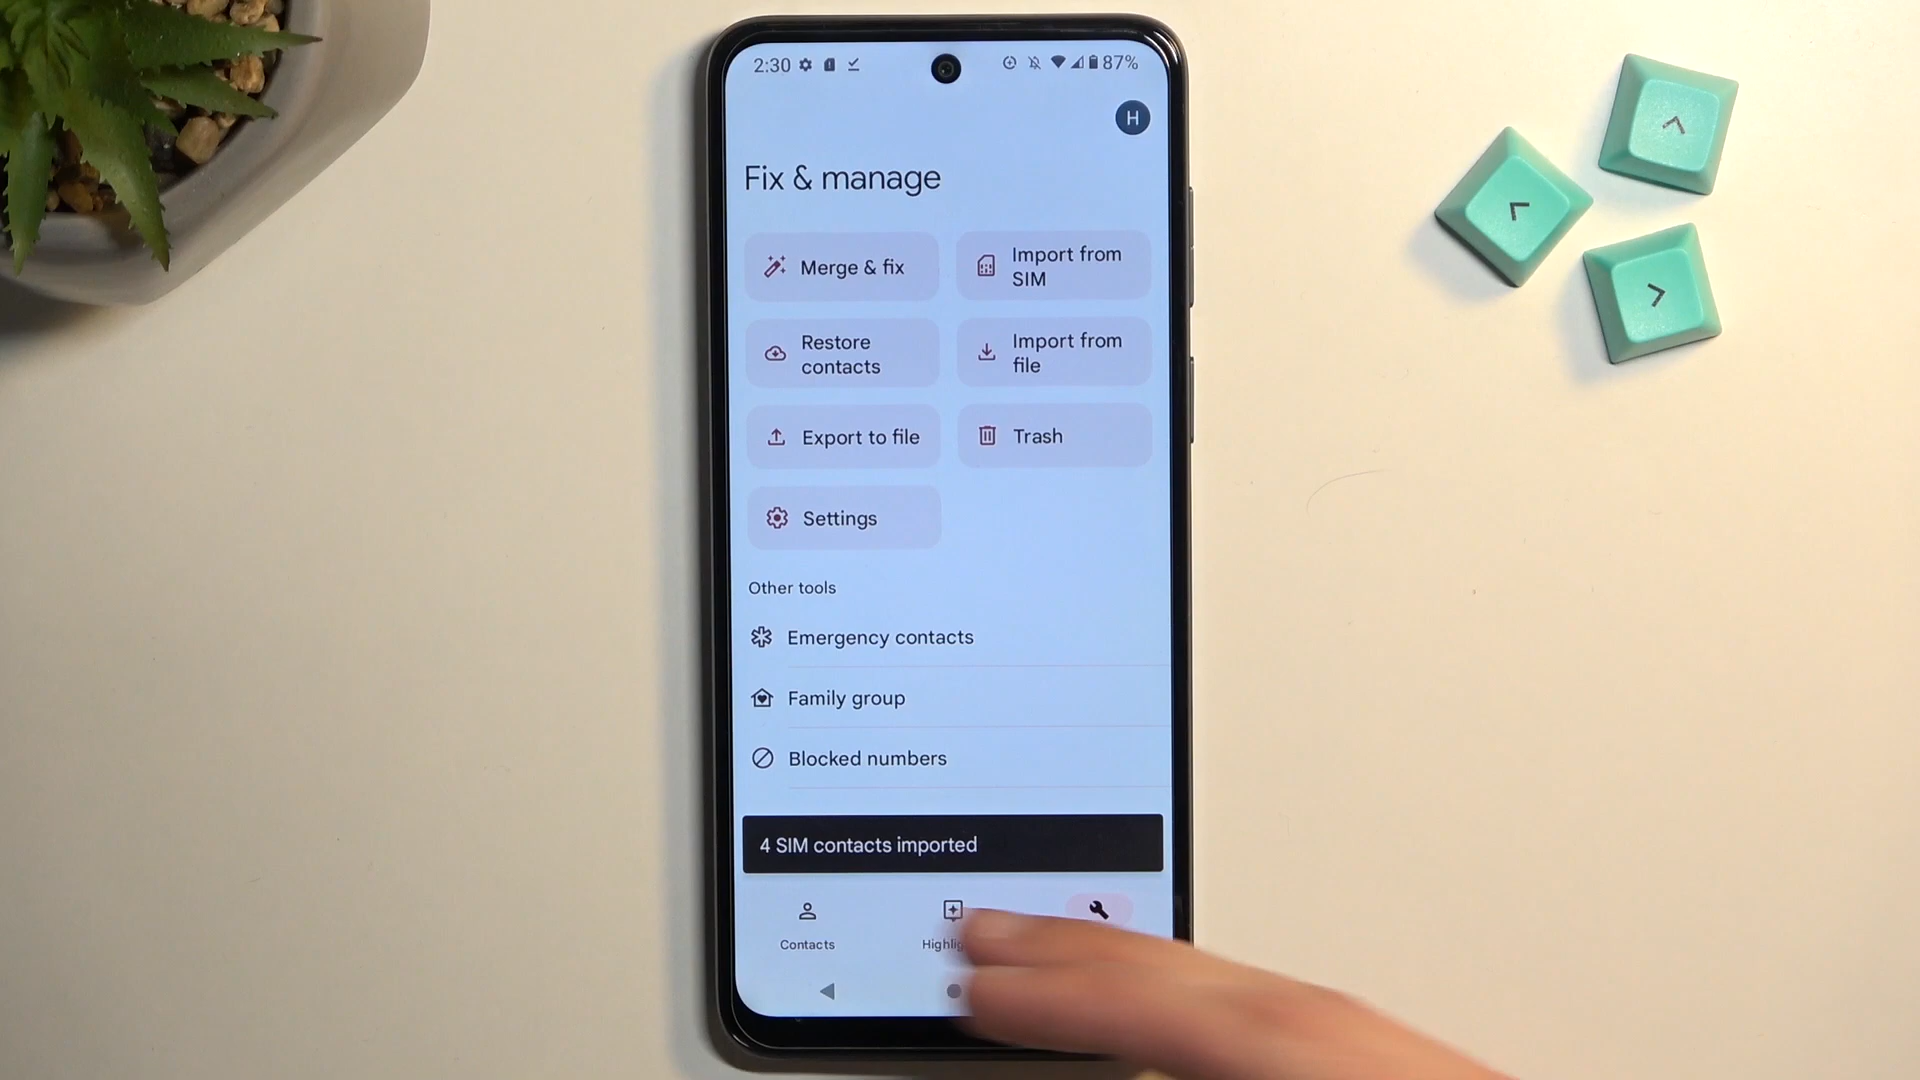 2:30
87%
H
Fix & manage
Merge & fix
Import from
SIM
Restore
contacts
Import from
file
Export to file
Trash
Settings
Other tools
Emergency contacts
Family group
Blocked numbers
4 SIM contacts imported
Contacts